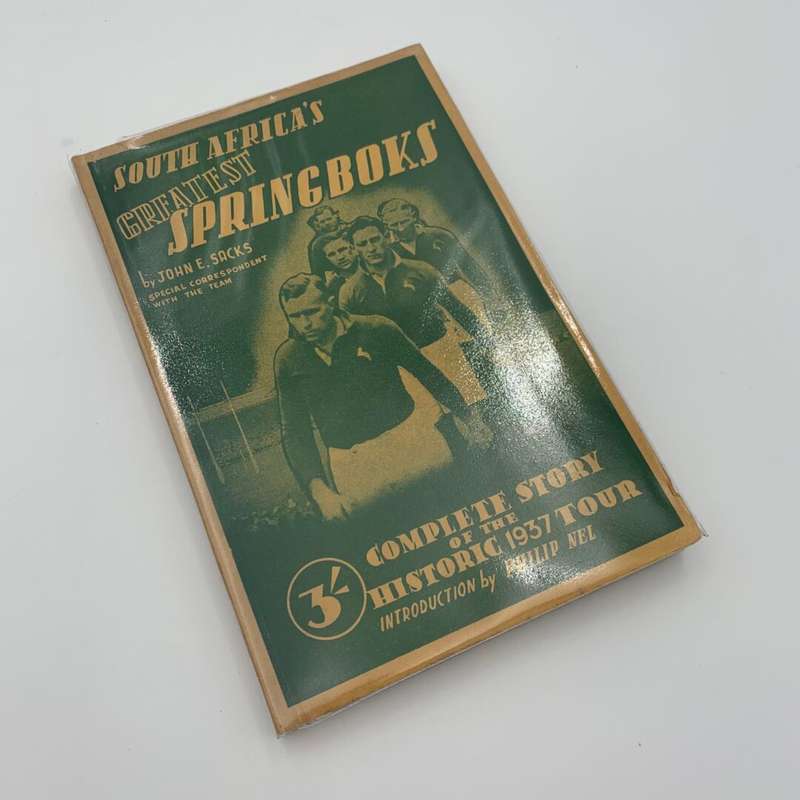 SOUTH AFRICA'S
GREATEST
SPRINGBOKS
by JOHN E. SACKS
SPECIAL CORRESPONDENT
WITH THE TEAM
COMPLETE STORY
OF THE
HISTORIC 1937 TOUR
INTRODUCTION by PHILIP NEL
3/-